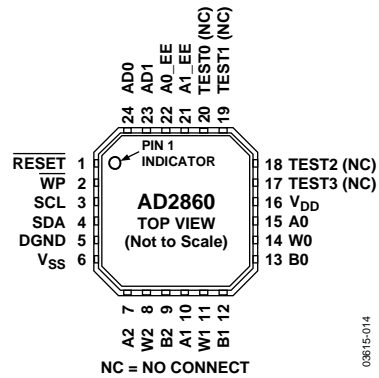 24 AD0
23 AD1
22 A0_EE
21 A1_EE
20 TEST0 (NC)
19 TEST1 (NC)
PIN 1
INDICATOR
RESET 1
WP 2
SCL 3
SDA 4
DGND 5
VSS 6
AD2860
TOP VIEW
(Not to Scale)
18 TEST2 (NC)
17 TEST3 (NC)
16 VDD
15 A0
14 W0
13 B0
A2 7
W2 8
B2 9
A1 10
W1 11
B1 12
NC = NO CONNECT
03615-014